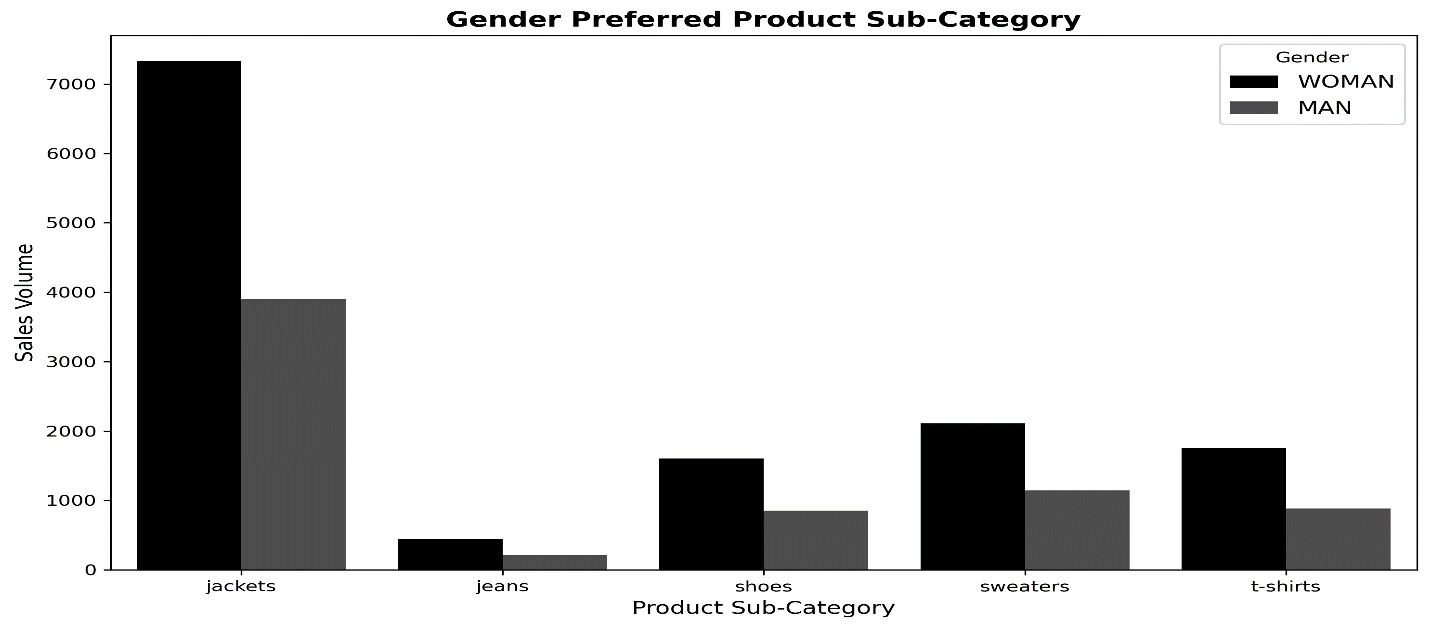 Gender Preferred Product Sub-Category
Gender
WOMAN
MAN
Sales Volume
7000
6000
5000
4000
3000
2000
1000
0
jackets jeans shoes sweaters t-shirts
Product Sub-Category